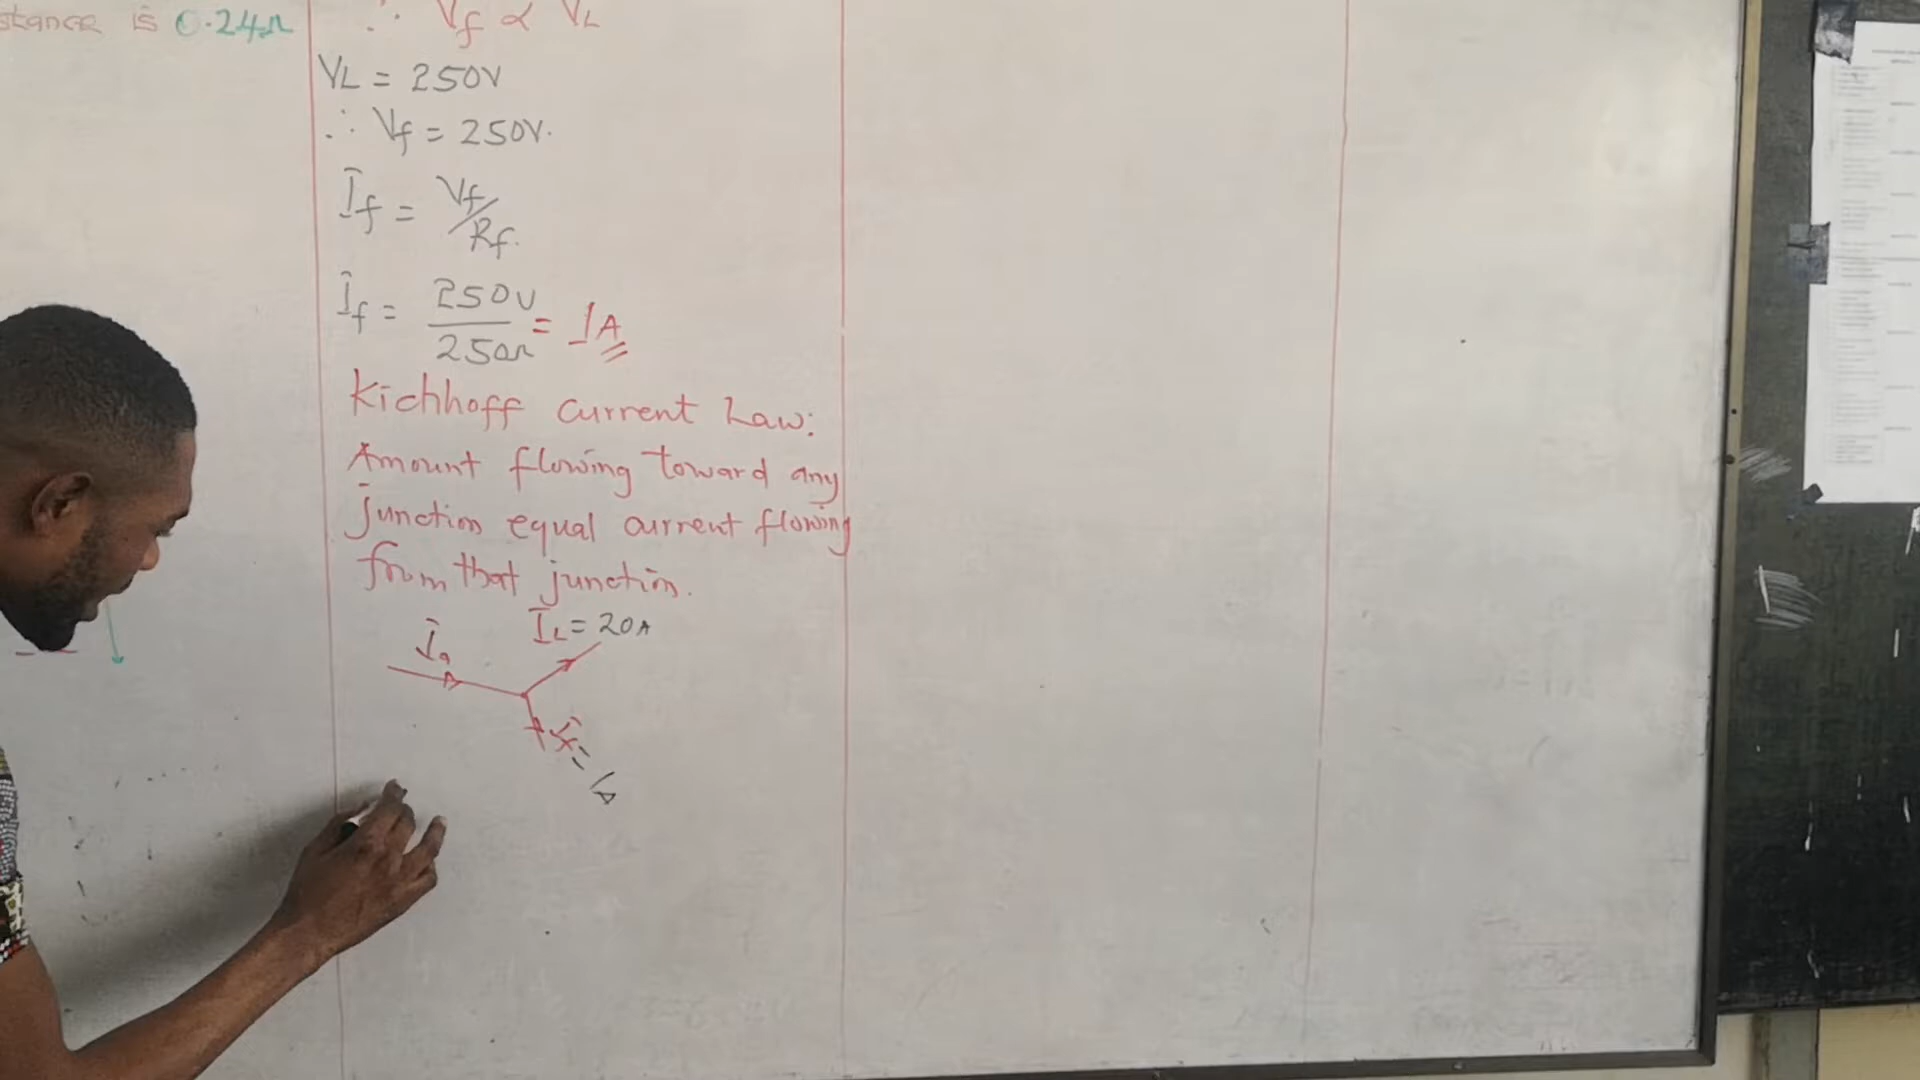 stance is 0.24Ω
∴ Vf ∝ VL
VL = 250V
∴ Vf = 250V.
If = Vf/Rf.
If = 250V/250Ω = 1A
Kichhoff current Law:
Amount flowing toward any
junction equal current flowing
from that junction.
IL = 20A
Ia
If = 1A